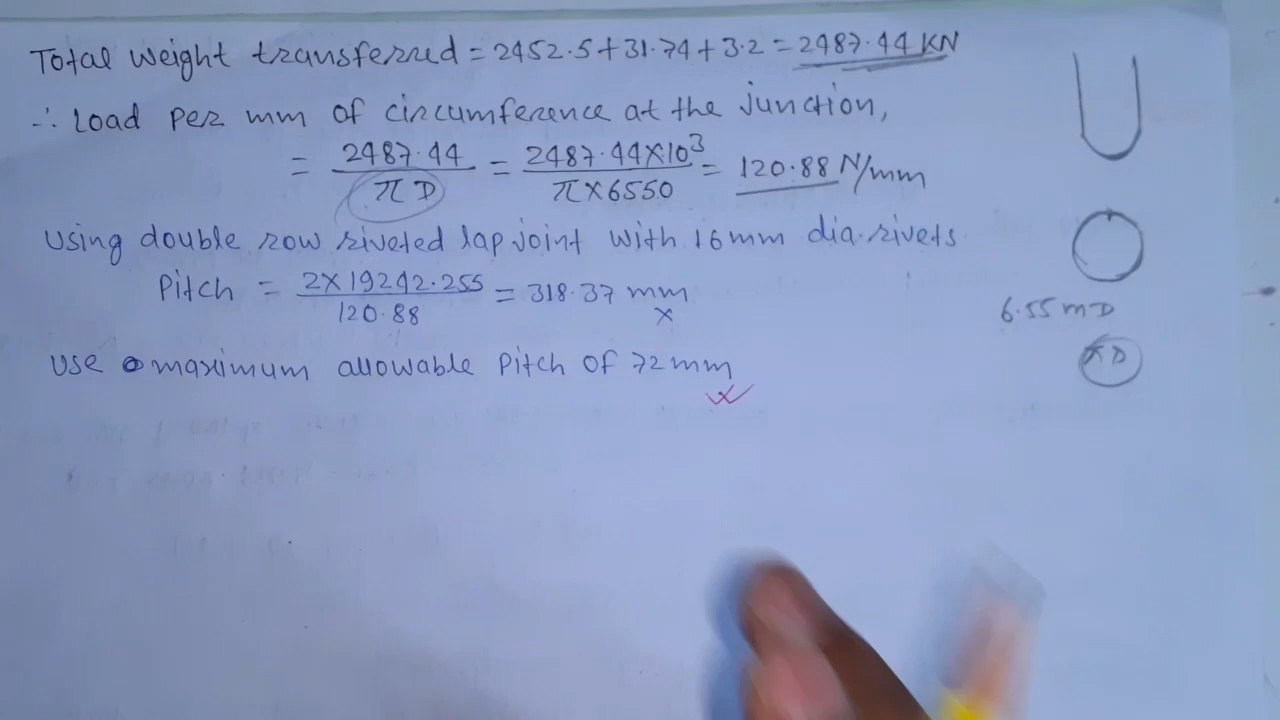 Total weight transferred = 2452.5 + 31.74 + 3.2 = 2487.44 KN
∴ Load per mm of circumference at the junction,
= 2487.44 / πD = 2487.44×10³ / π×6550 = 120.88 N/mm
Using double row riveted lap joint with 16mm dia. rivets
Pitch = 2×19242.255 / 120.88 = 318.37 mm
×
6.55 m D
πD
Use maximum allowable pitch of 72mm